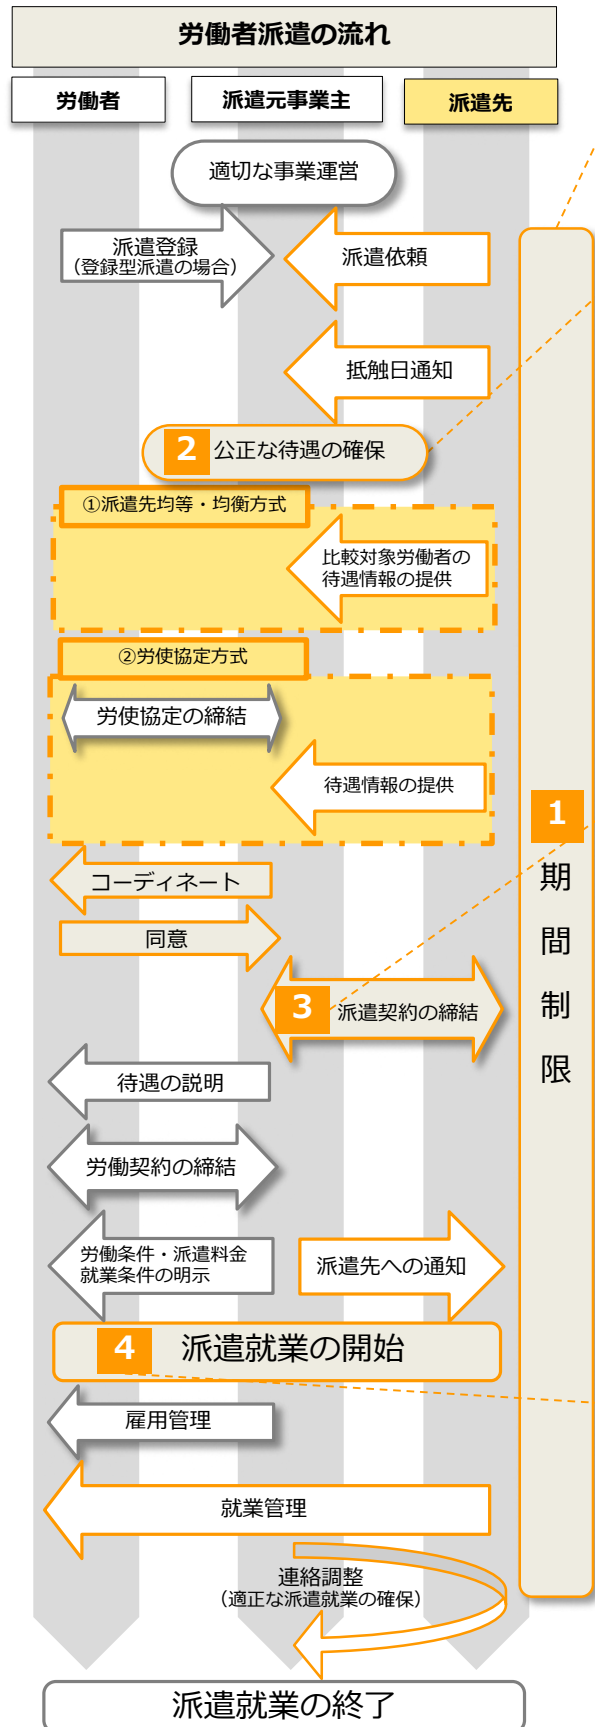 労働者派遣の流れ
労働者
派遣元事業主
派遣先
適切な事業運営
派遣登録
（登録型派遣の場合）
派遣依頼
抵触日通知
2 公正な待遇の確保
①派遣先均等・均衡方式
比較対象労働者の
待遇情報の提供
②労使協定方式
労使協定の締結
待遇情報の提供
1
期
間
制
限
コーディネート
同意
3 派遣契約の締結
待遇の説明
労働契約の締結
労働条件・派遣料金
就業条件の明示
派遣先への通知
4 派遣就業の開始
雇用管理
就業管理
連絡調整
（適正な派遣就業の確保）
派遣就業の終了